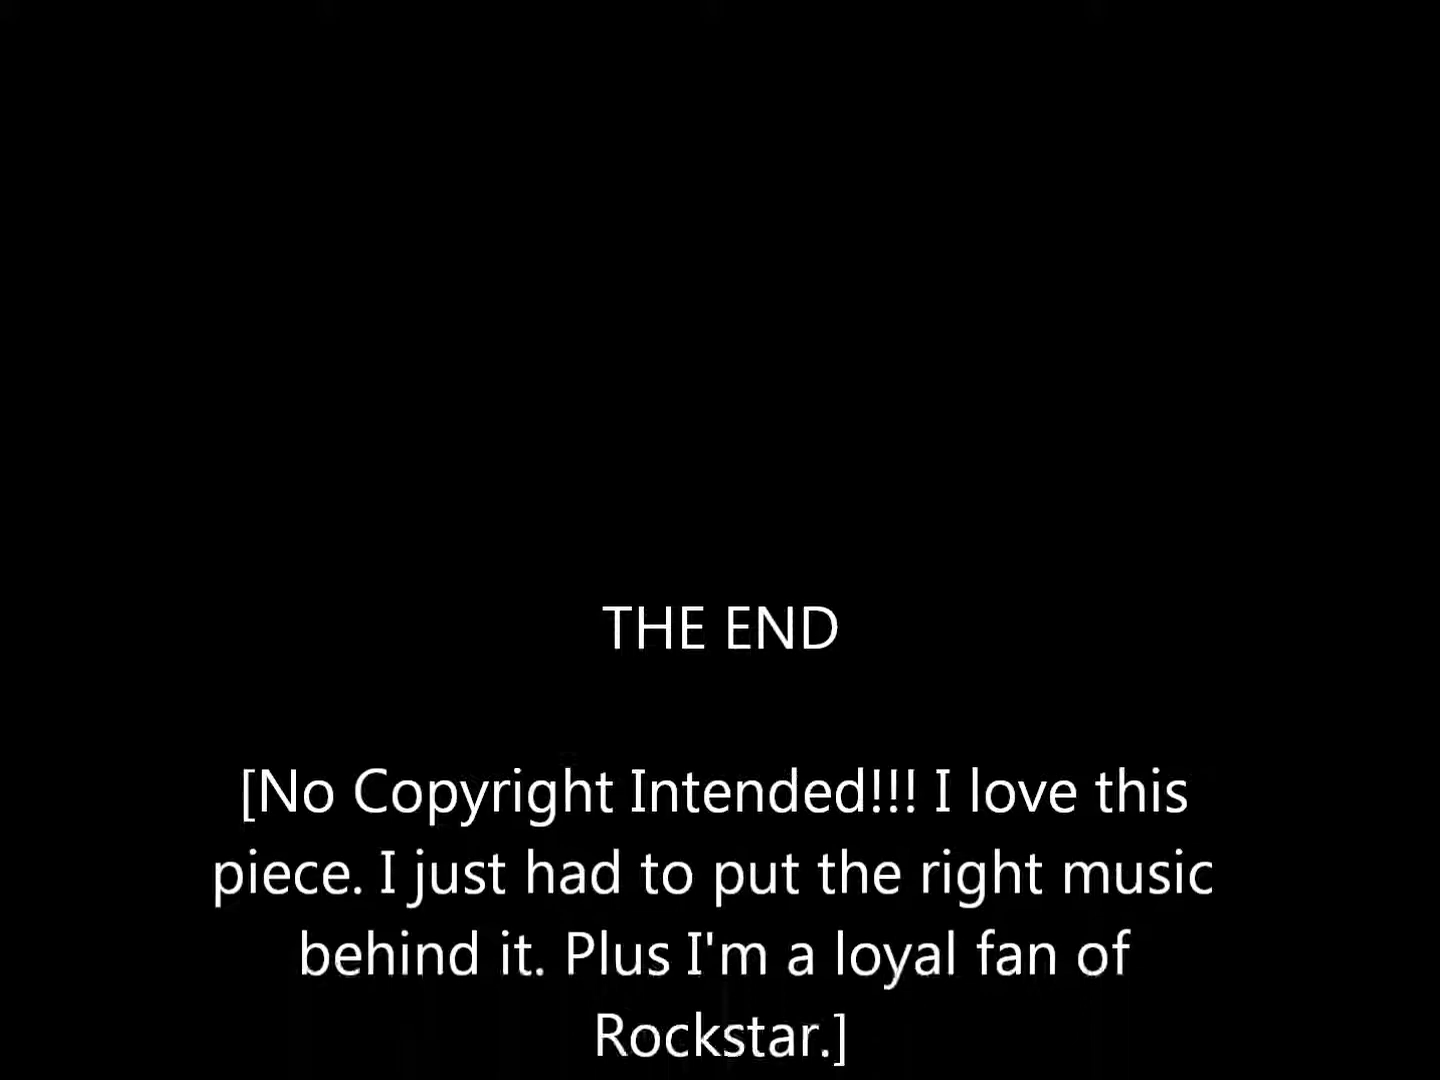 THE END
[No Copyright Intended!!! I love this
piece. I just had to put the right music
behind it. Plus I'm a loyal fan of
Rockstar.]